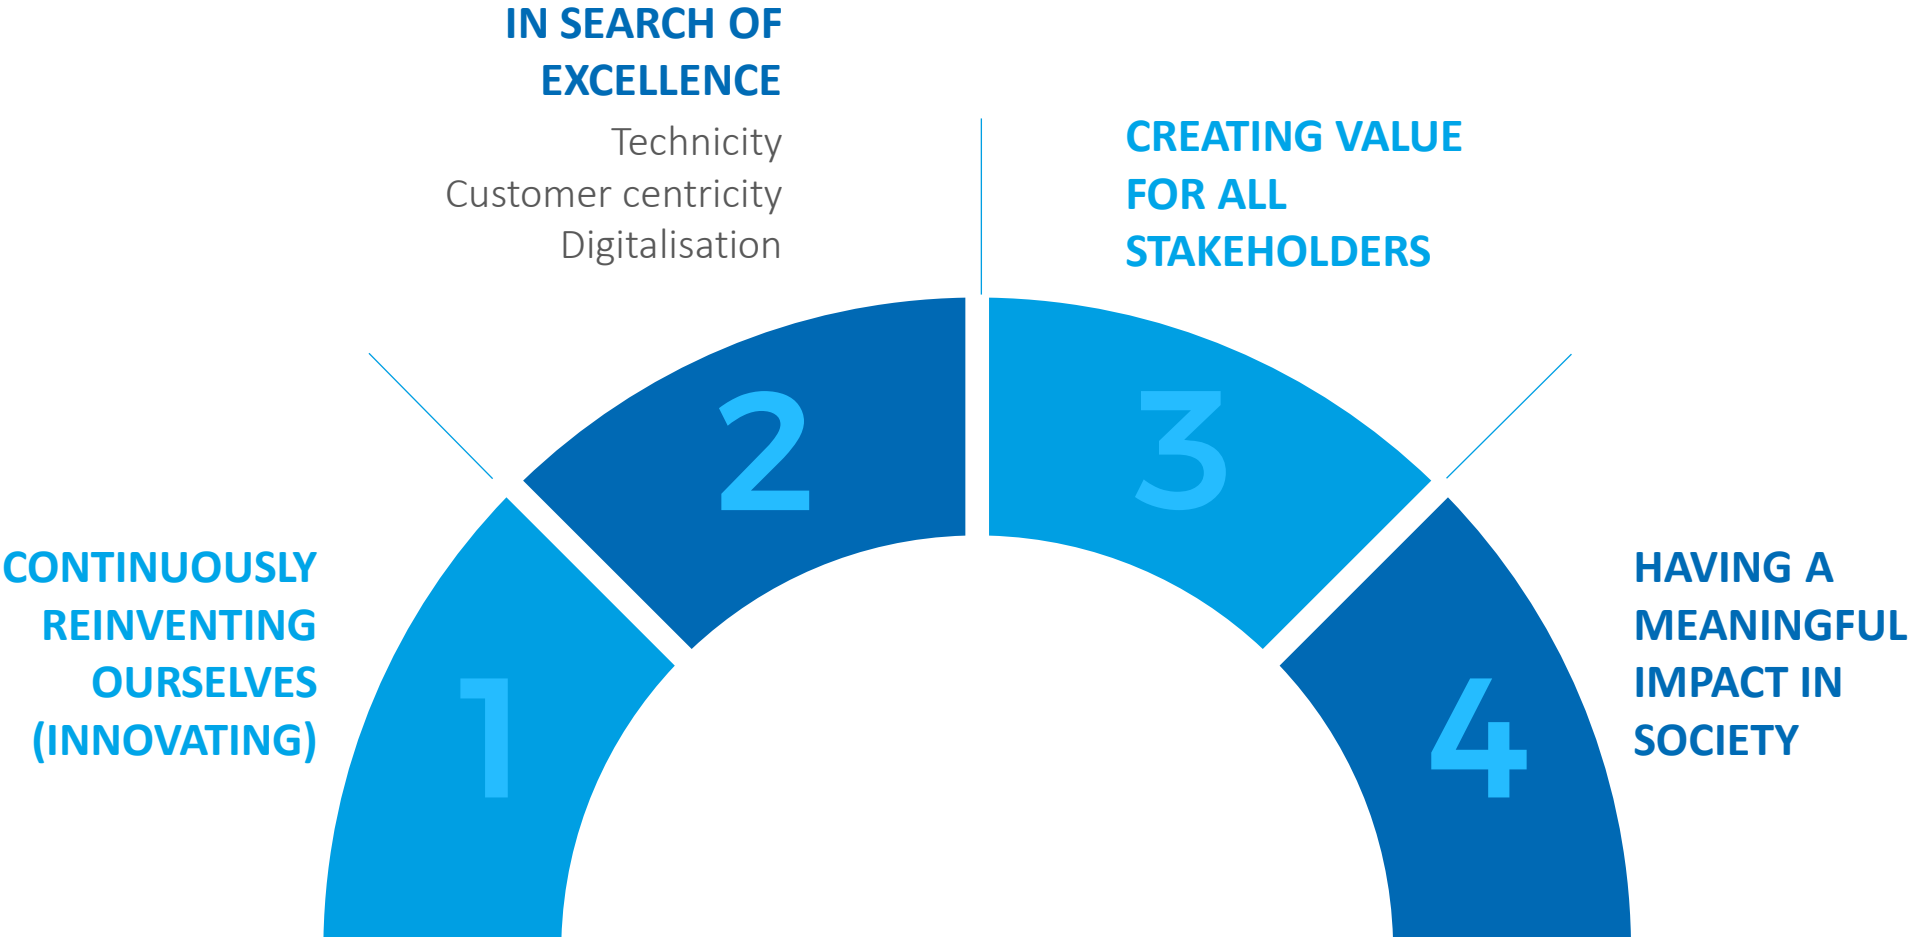 IN SEARCH OF
EXCELLENCE
Technicity
Customer centricity
Digitalisation
CREATING VALUE
FOR ALL
STAKEHOLDERS
2
3
CONTINUOUSLY
REINVENTING
OURSELVES
(INNOVATING)
1
4
HAVING A
MEANINGFUL
IMPACT IN
SOCIETY